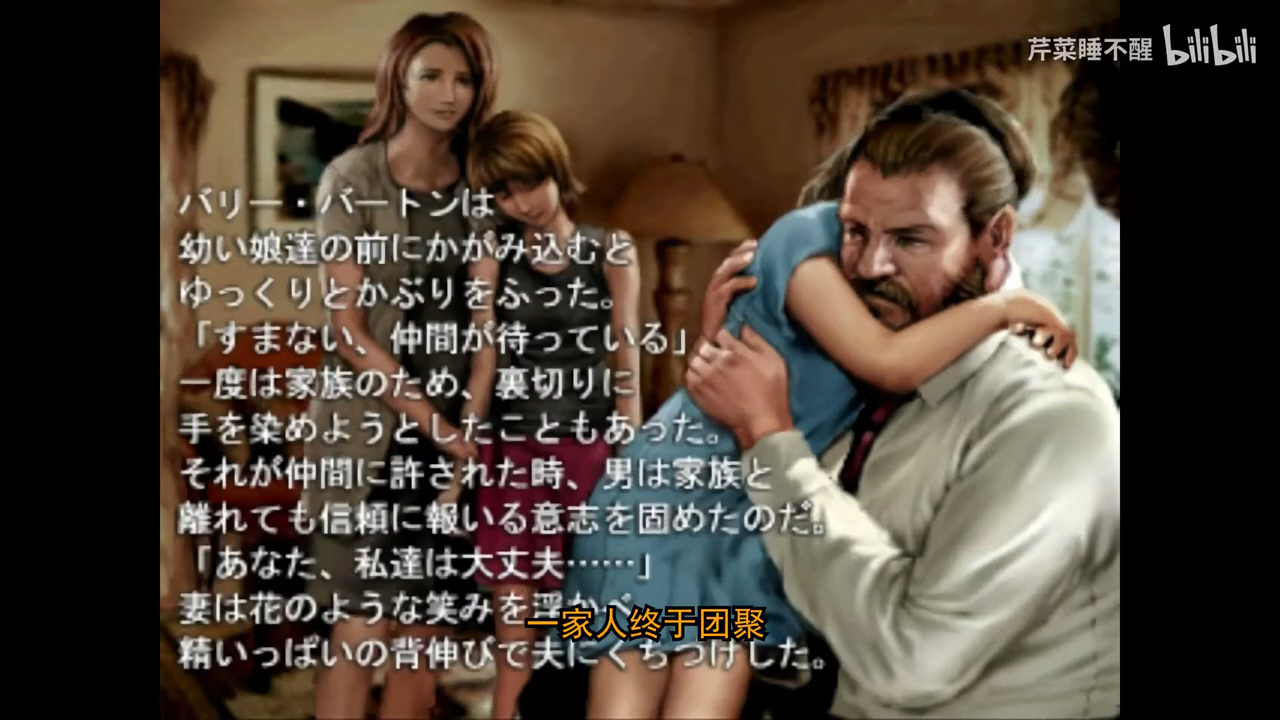 芹菜睡不醒 bilibili
バリー・バートンは
幼い娘達の前にかがみ込むと
ゆっくりとかぶりをふった。
「すまない、仲間が待っている」
一度は家族のため、裏切りに
手を染めようとしたこともあった。
それが仲間に許された時、男は家族と
離れても信頼に報いる意志を固めたのだ。
「あなた、私達は大丈夫……」
妻は花のような笑みを浮かべ
一家人终于团聚
精いっぱいの背伸びで夫にくちづけした。